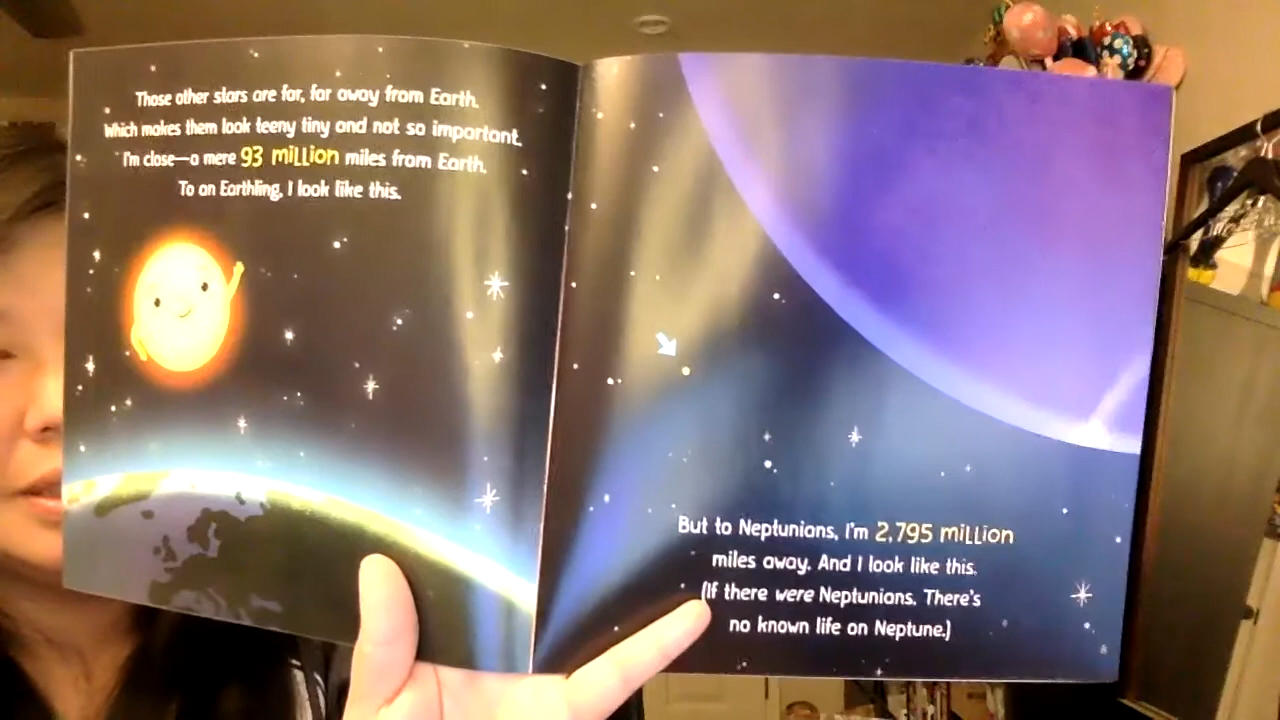 Those other stars are far, far away from Earth.
Which makes them look teeny tiny and not so important.
I'm close—a mere 93 million miles from Earth.
To an Earthling, I look like this.
But to Neptunians, I'm 2,795 million
miles away. And I look like this.
(If there were Neptunians. There's
no known life on Neptune.)